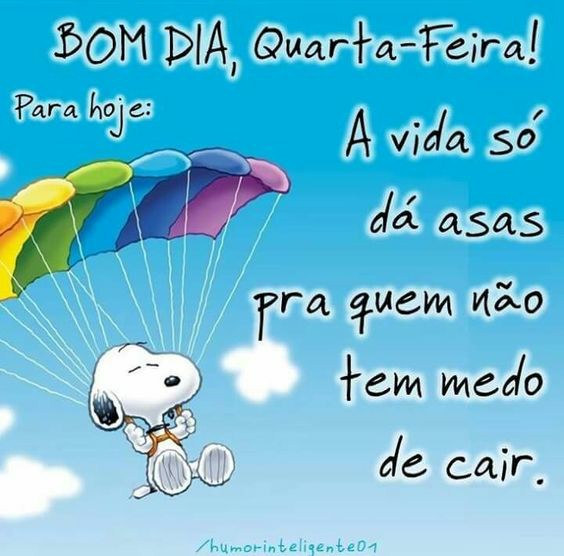 BOM DIA, Quarta-Feira!
Para hoje:
A vida só
dá asas
pra quem não
tem medo
de cair.
/humorinteligente01